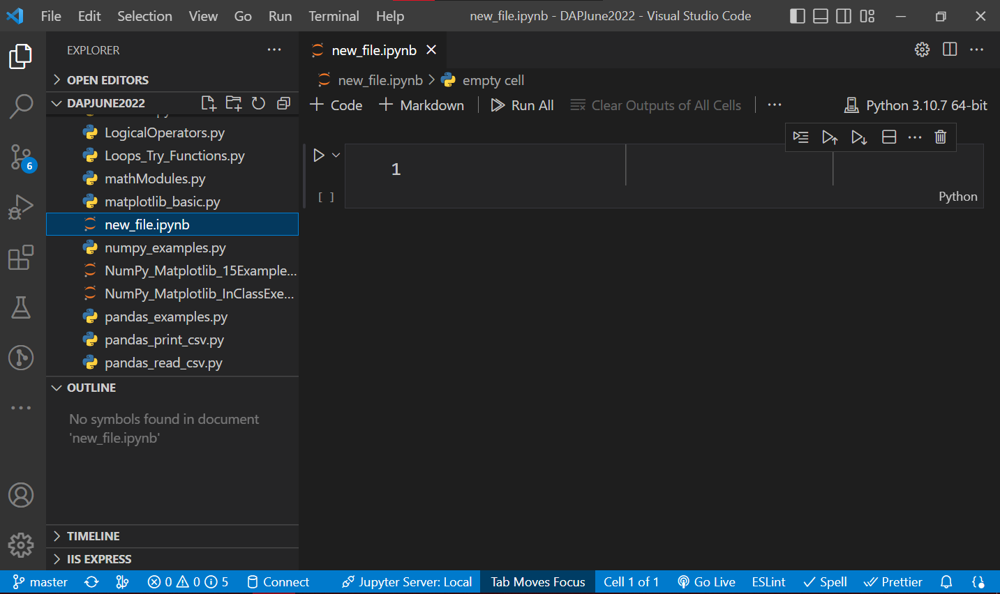 File Edit Selection View Go Run Terminal Help new_file.ipynb - DAPJune2022 - Visual Studio Code
EXPLORER
OPEN EDITORS
DAPJUNE2022
LogicalOperators.py
Loops_Try_Functions.py
mathModules.py
matplotlib_basic.py
new_file.ipynb
numpy_examples.py
NumPy_Matplotlib_15Example...
NumPy_Matplotlib_InClassExe...
pandas_examples.py
pandas_print_csv.py
pandas_read_csv.py
OUTLINE
No symbols found in document
'new_file.ipynb'
TIMELINE
IIS EXPRESS
6
new_file.ipynb
new_file.ipynb > empty cell
+ Code + Markdown Run All Clear Outputs of All Cells ... Python 3.10.7 64-bit
1
[ ]
Python
master 0 0 5 Connect Jupyter Server: Local Tab Moves Focus Cell 1 of 1 Go Live ESLint Spell Prettier